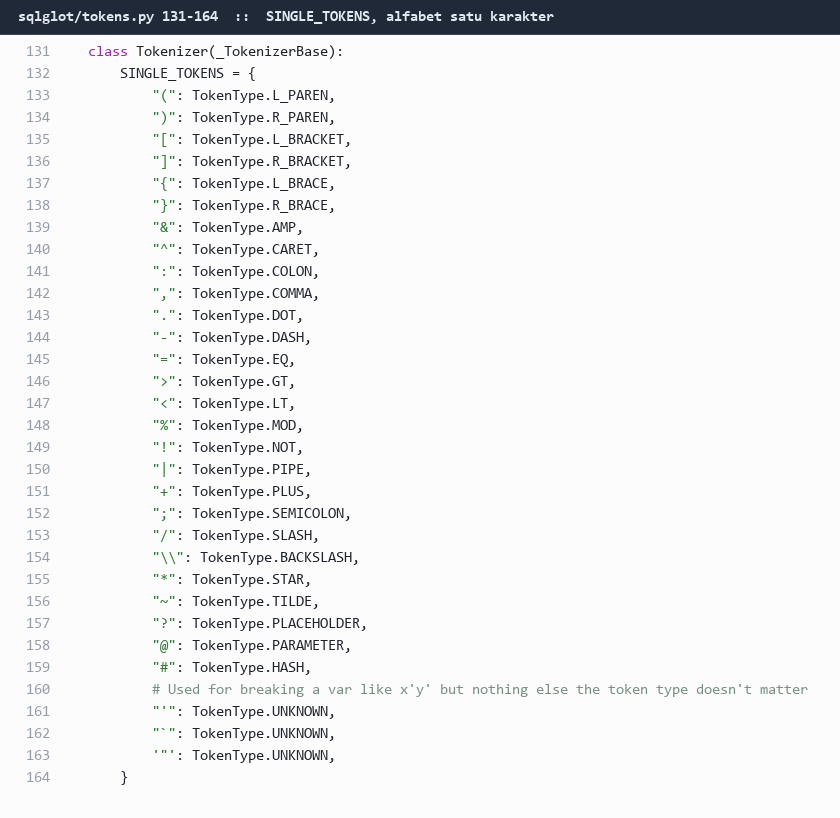 sqlglot/tokens.py 131-164  ::  SINGLE_TOKENS, alfabet satu karakter
131    class Tokenizer(_TokenizerBase):
132        SINGLE_TOKENS = {
133            "(": TokenType.L_PAREN,
134            ")": TokenType.R_PAREN,
135            "[": TokenType.L_BRACKET,
136            "]": TokenType.R_BRACKET,
137            "{": TokenType.L_BRACE,
138            "}": TokenType.R_BRACE,
139            "&": TokenType.AMP,
140            "^": TokenType.CARET,
141            ":": TokenType.COLON,
142            ",": TokenType.COMMA,
143            ".": TokenType.DOT,
144            "-": TokenType.DASH,
145            "=": TokenType.EQ,
146            ">": TokenType.GT,
147            "<": TokenType.LT,
148            "%": TokenType.MOD,
149            "!": TokenType.NOT,
150            "|": TokenType.PIPE,
151            "+": TokenType.PLUS,
152            ";": TokenType.SEMICOLON,
153            "/": TokenType.SLASH,
154            "\\": TokenType.BACKSLASH,
155            "*": TokenType.STAR,
156            "~": TokenType.TILDE,
157            "?": TokenType.PLACEHOLDER,
158            "@": TokenType.PARAMETER,
159            "#": TokenType.HASH,
160            # Used for breaking a var like x'y' but nothing else the token type doesn't matter
161            "'": TokenType.UNKNOWN,
162            "`": TokenType.UNKNOWN,
163            '"': TokenType.UNKNOWN,
164        }